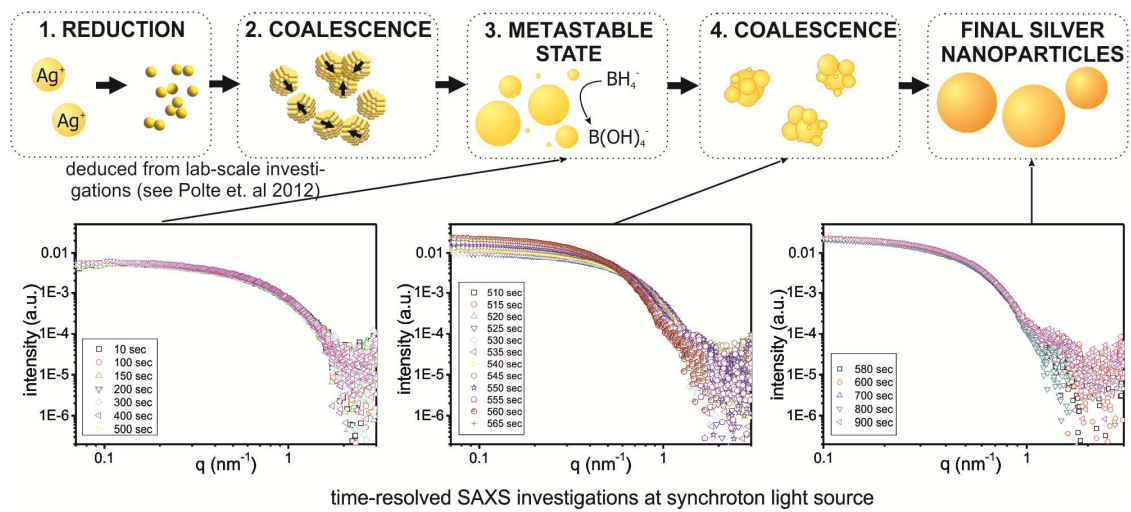 1. REDUCTION
Ag+
Ag+
2. COALESCENCE
3. METASTABLE
STATE
BH4-
B(OH)4-
4. COALESCENCE
FINAL SILVER
NANOPARTICLES
deduced from lab-scale investi-
gations (see Polte et. al 2012)
intensity (a.u.)
0.01
1E-3
1E-4
1E-5
1E-6
10 sec
100 sec
150 sec
200 sec
300 sec
400 sec
500 sec
0.1
1
q (nm-1)
intensity (a.u.)
0.01
1E-3
1E-4
1E-5
1E-6
510 sec
515 sec
520 sec
525 sec
530 sec
535 sec
540 sec
545 sec
550 sec
555 sec
560 sec
565 sec
0.1
1
q (nm-1)
intensity (a.u.)
0.01
1E-3
1E-4
1E-5
1E-6
580 sec
600 sec
700 sec
800 sec
900 sec
0.1
1
q (nm-1)
time-resolved SAXS investigations at synchroton light source